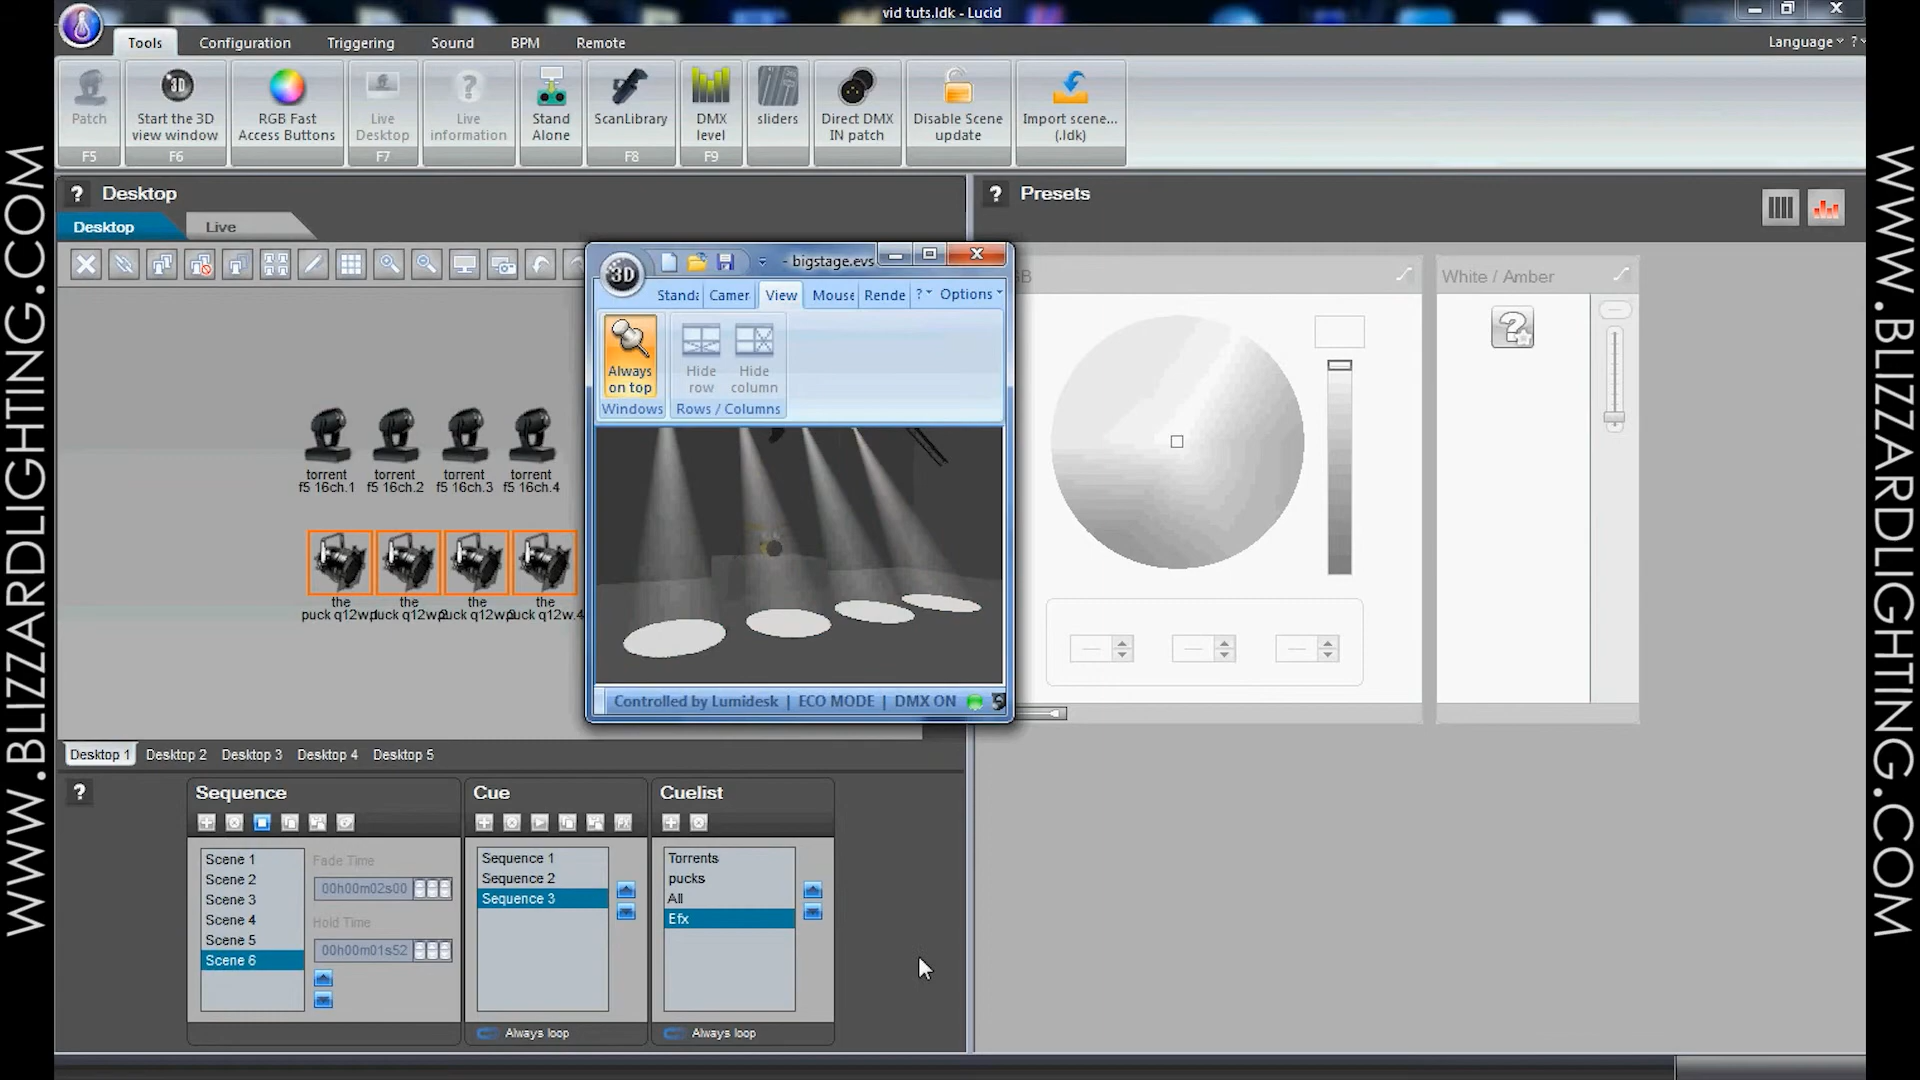 vid tuts.ldk - Lucid
Tools Configuration Triggering Sound BPM Remote Language ?
Patch F5
3D Start the 3D view window F6
RGB Fast Access Buttons
Live Desktop F7
Live information
Stand Alone
ScanLibrary F8
DMX level F9
sliders
Direct DMX IN patch
Disable Scene update
Import scene... (.ldk)
? Desktop
Desktop Live
? Presets
3D - bigstage.evs
Camer View Mouse Rende ? Options
Always on top
Hide row
Hide column
Windows Rows / Columns
Controlled by Lumidesk | ECO MODE | DMX ON
White / Amber
torrent f5 16ch.1
torrent f5 16ch.2
torrent f5 16ch.3
torrent f5 16ch.4
the the the the
puck q12w.4
Desktop 1 Desktop 2 Desktop 3 Desktop 4 Desktop 5
?
Sequence
Scene 1
Scene 2
Scene 3
Scene 4
Scene 5
Scene 6
Fade Time
00h00m02s00
Hold Time
00h00m01s52
Cue
Sequence 1
Sequence 2
Sequence 3
Always loop
Cuelist
Torrents
pucks
All
Efx
Always loop
WWW.BLIZZARDLIGHTING.COM
WWW.BLIZZARDLIGHTING.COM